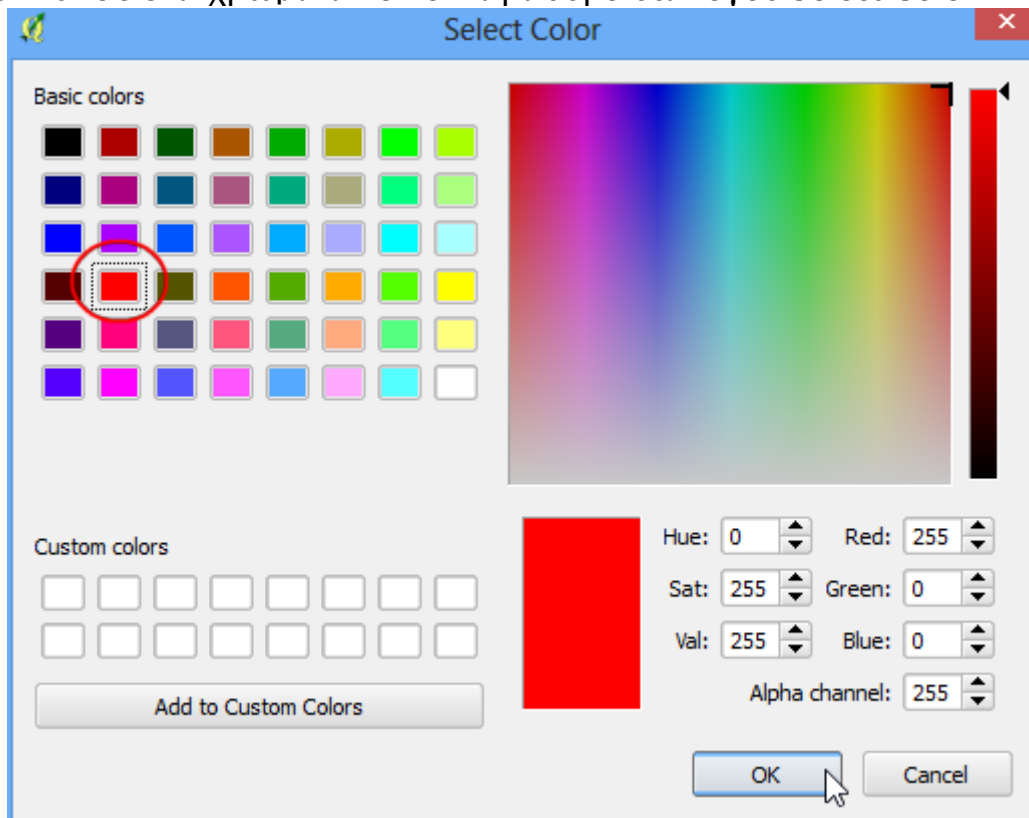 Select Color
Basic colors
Custom colors
Add to Custom Colors
Hue: 0 Red: 255
Sat: 255 Green: 0
Val: 255 Blue: 0
Alpha channel: 255
OK Cancel